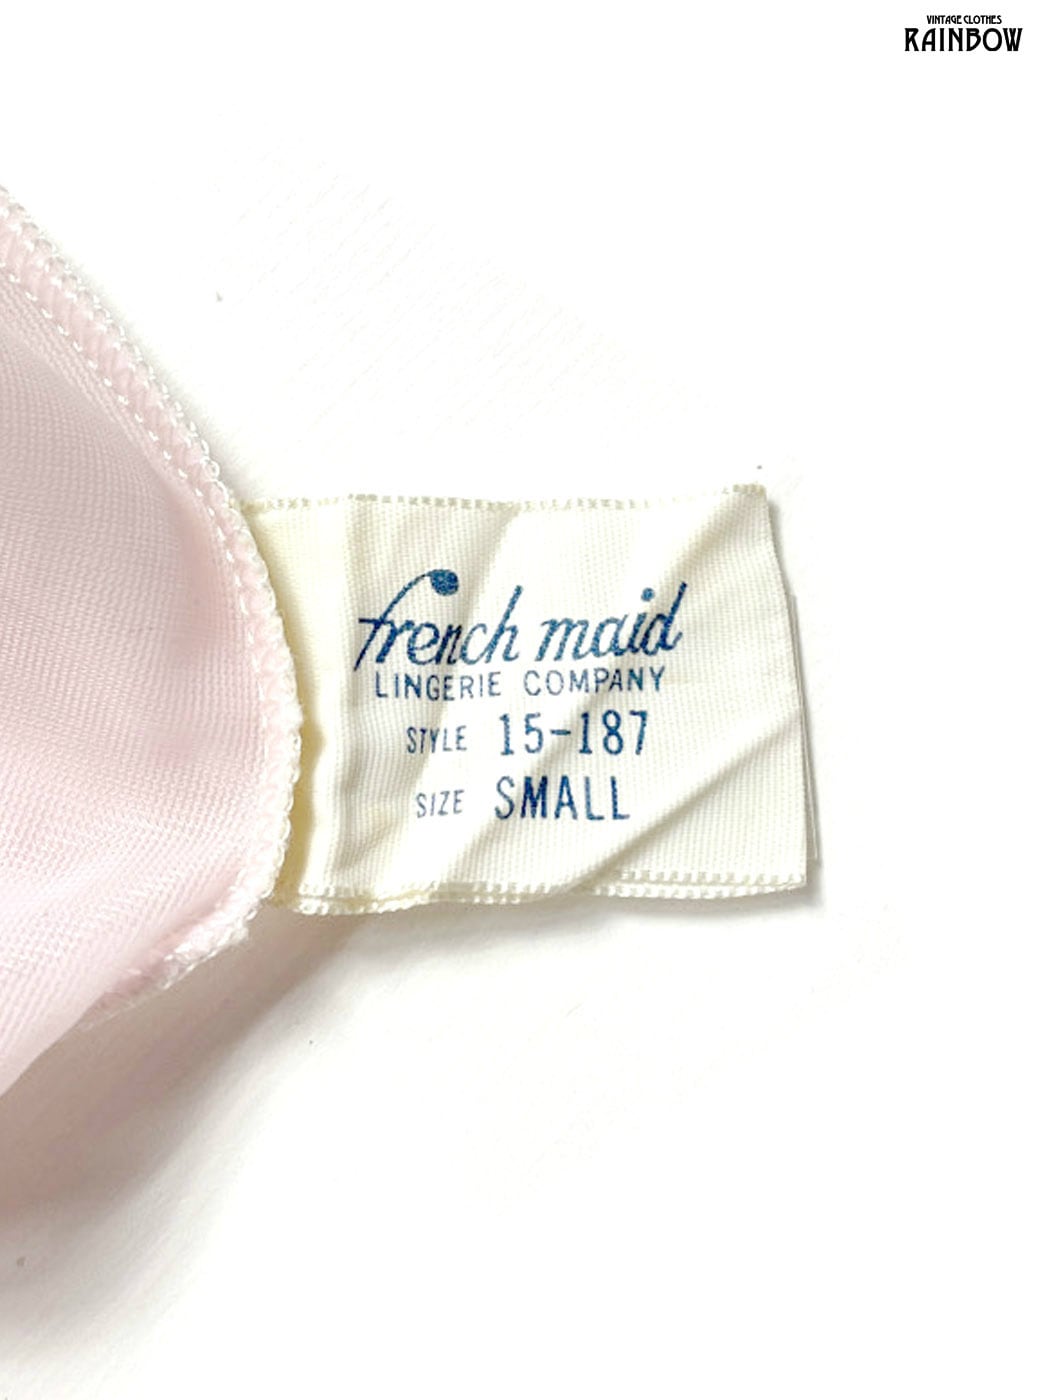 VINTAGE CLOTHES
RAINBOW
french maid
LINGERIE COMPANY
STYLE 15-187
SIZE SMALL